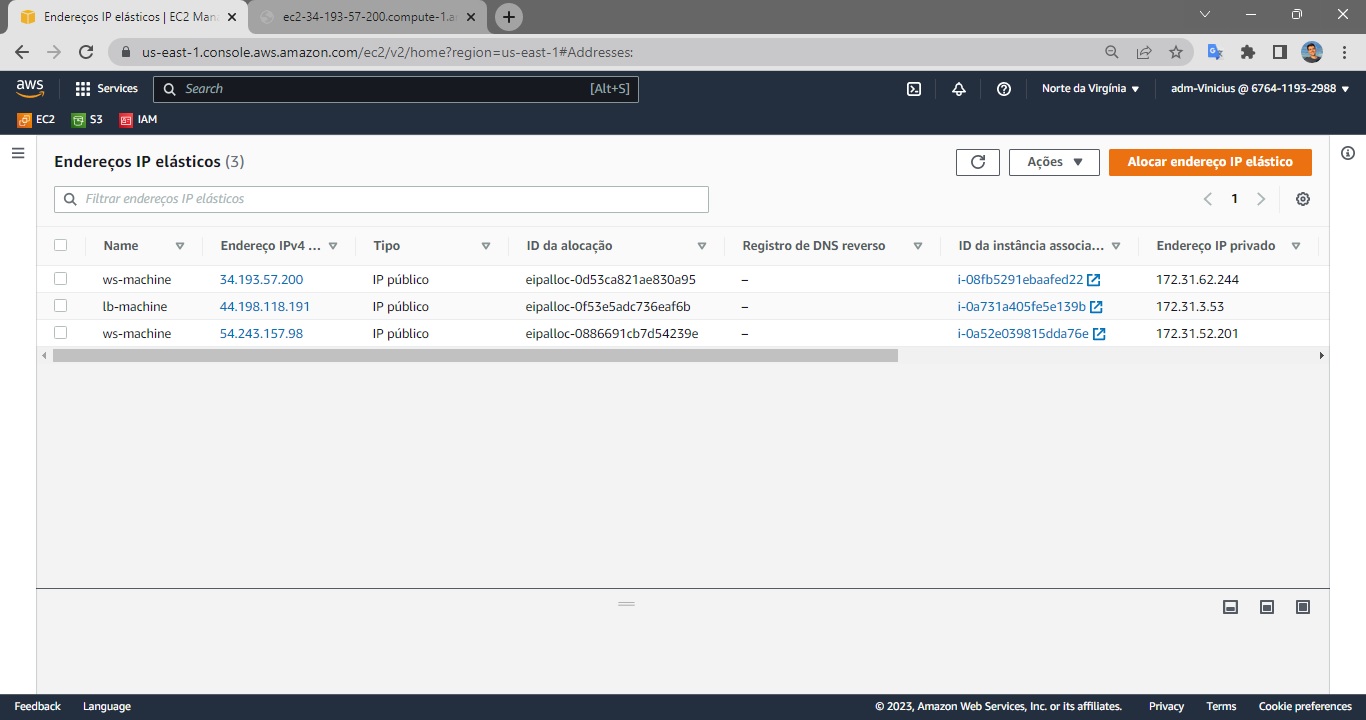 Endereços IP elásticos | EC2 Man
ec2-34-193-57-200.compute-1.a
us-east-1.console.aws.amazon.com/ec2/v2/home?region=us-east-1#Addresses:
aws Services Search [Alt+S] Norte da Virgínia adm-Vinicius @ 6764-1193-2988
EC2 S3 IAM
Endereços IP elásticos (3) Ações Alocar endereço IP elástico
Filtrar endereços IP elásticos 1
Name Endereço IPv4 ... Tipo ID da alocação Registro de DNS reverso ID da instância associa... Endereço IP privado
ws-machine 34.193.57.200 IP público eipalloc-0d53ca821ae830a95 – i-08fb5291ebaafed22 172.31.62.244
lb-machine 44.198.118.191 IP público eipalloc-0f53e5adc736eaf6b – i-0a731a405fe5e139b 172.31.3.53
ws-machine 54.243.157.98 IP público eipalloc-0886691cb7d54239e – i-0a52e039815dda76e 172.31.52.201
Feedback Language © 2023, Amazon Web Services, Inc. or its affiliates. Privacy Terms Cookie preferences